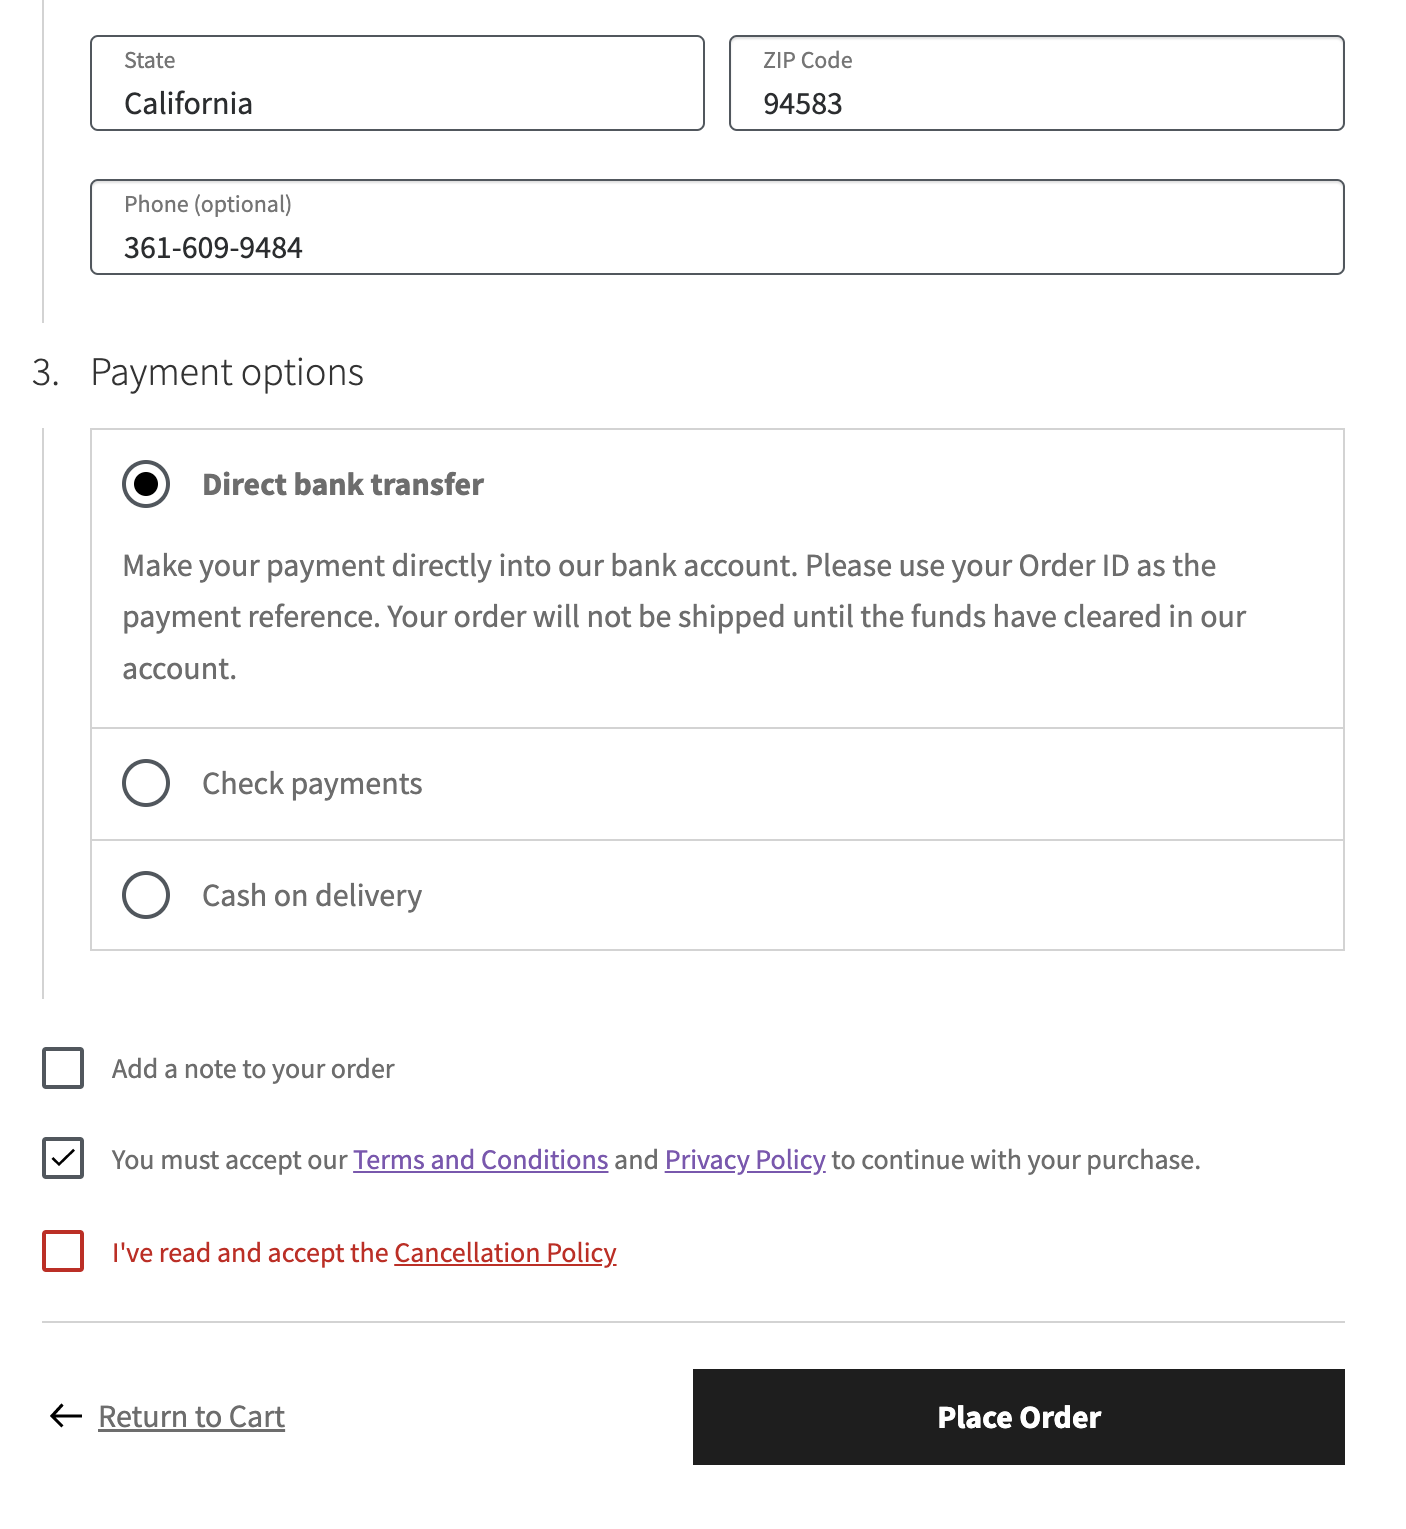 State
California
ZIP Code
94583
Phone (optional)
361-609-9484
3. Payment options
Direct bank transfer
Make your payment directly into our bank account. Please use your Order ID as the
payment reference. Your order will not be shipped until the funds have cleared in our
account.
Check payments
Cash on delivery
Add a note to your order
You must accept our Terms and Conditions and Privacy Policy to continue with your purchase.
I've read and accept the Cancellation Policy
Return to Cart
Place Order